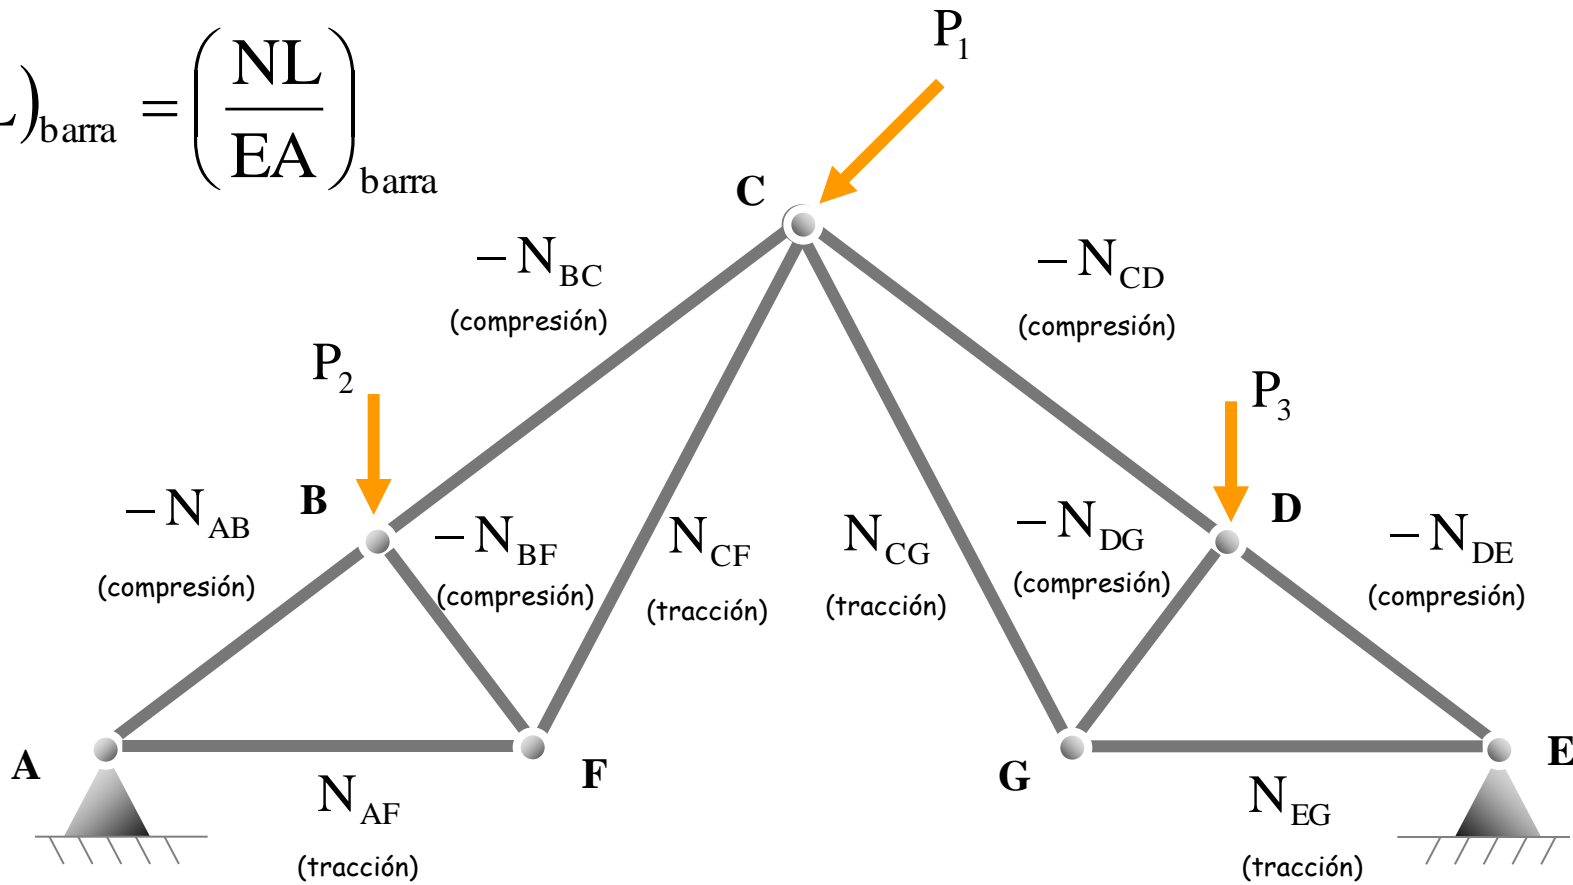 L)barra = (NL/EA)barra
P1
C
−NBC
(compresión)
−NCD
(compresión)
P2
P3
B
D
−NAB
(compresión)
−NBF
(compresión)
NCF
(tracción)
NCG
(tracción)
−NDG
(compresión)
−NDE
(compresión)
A
F
G
E
NAF
(tracción)
NEG
(tracción)